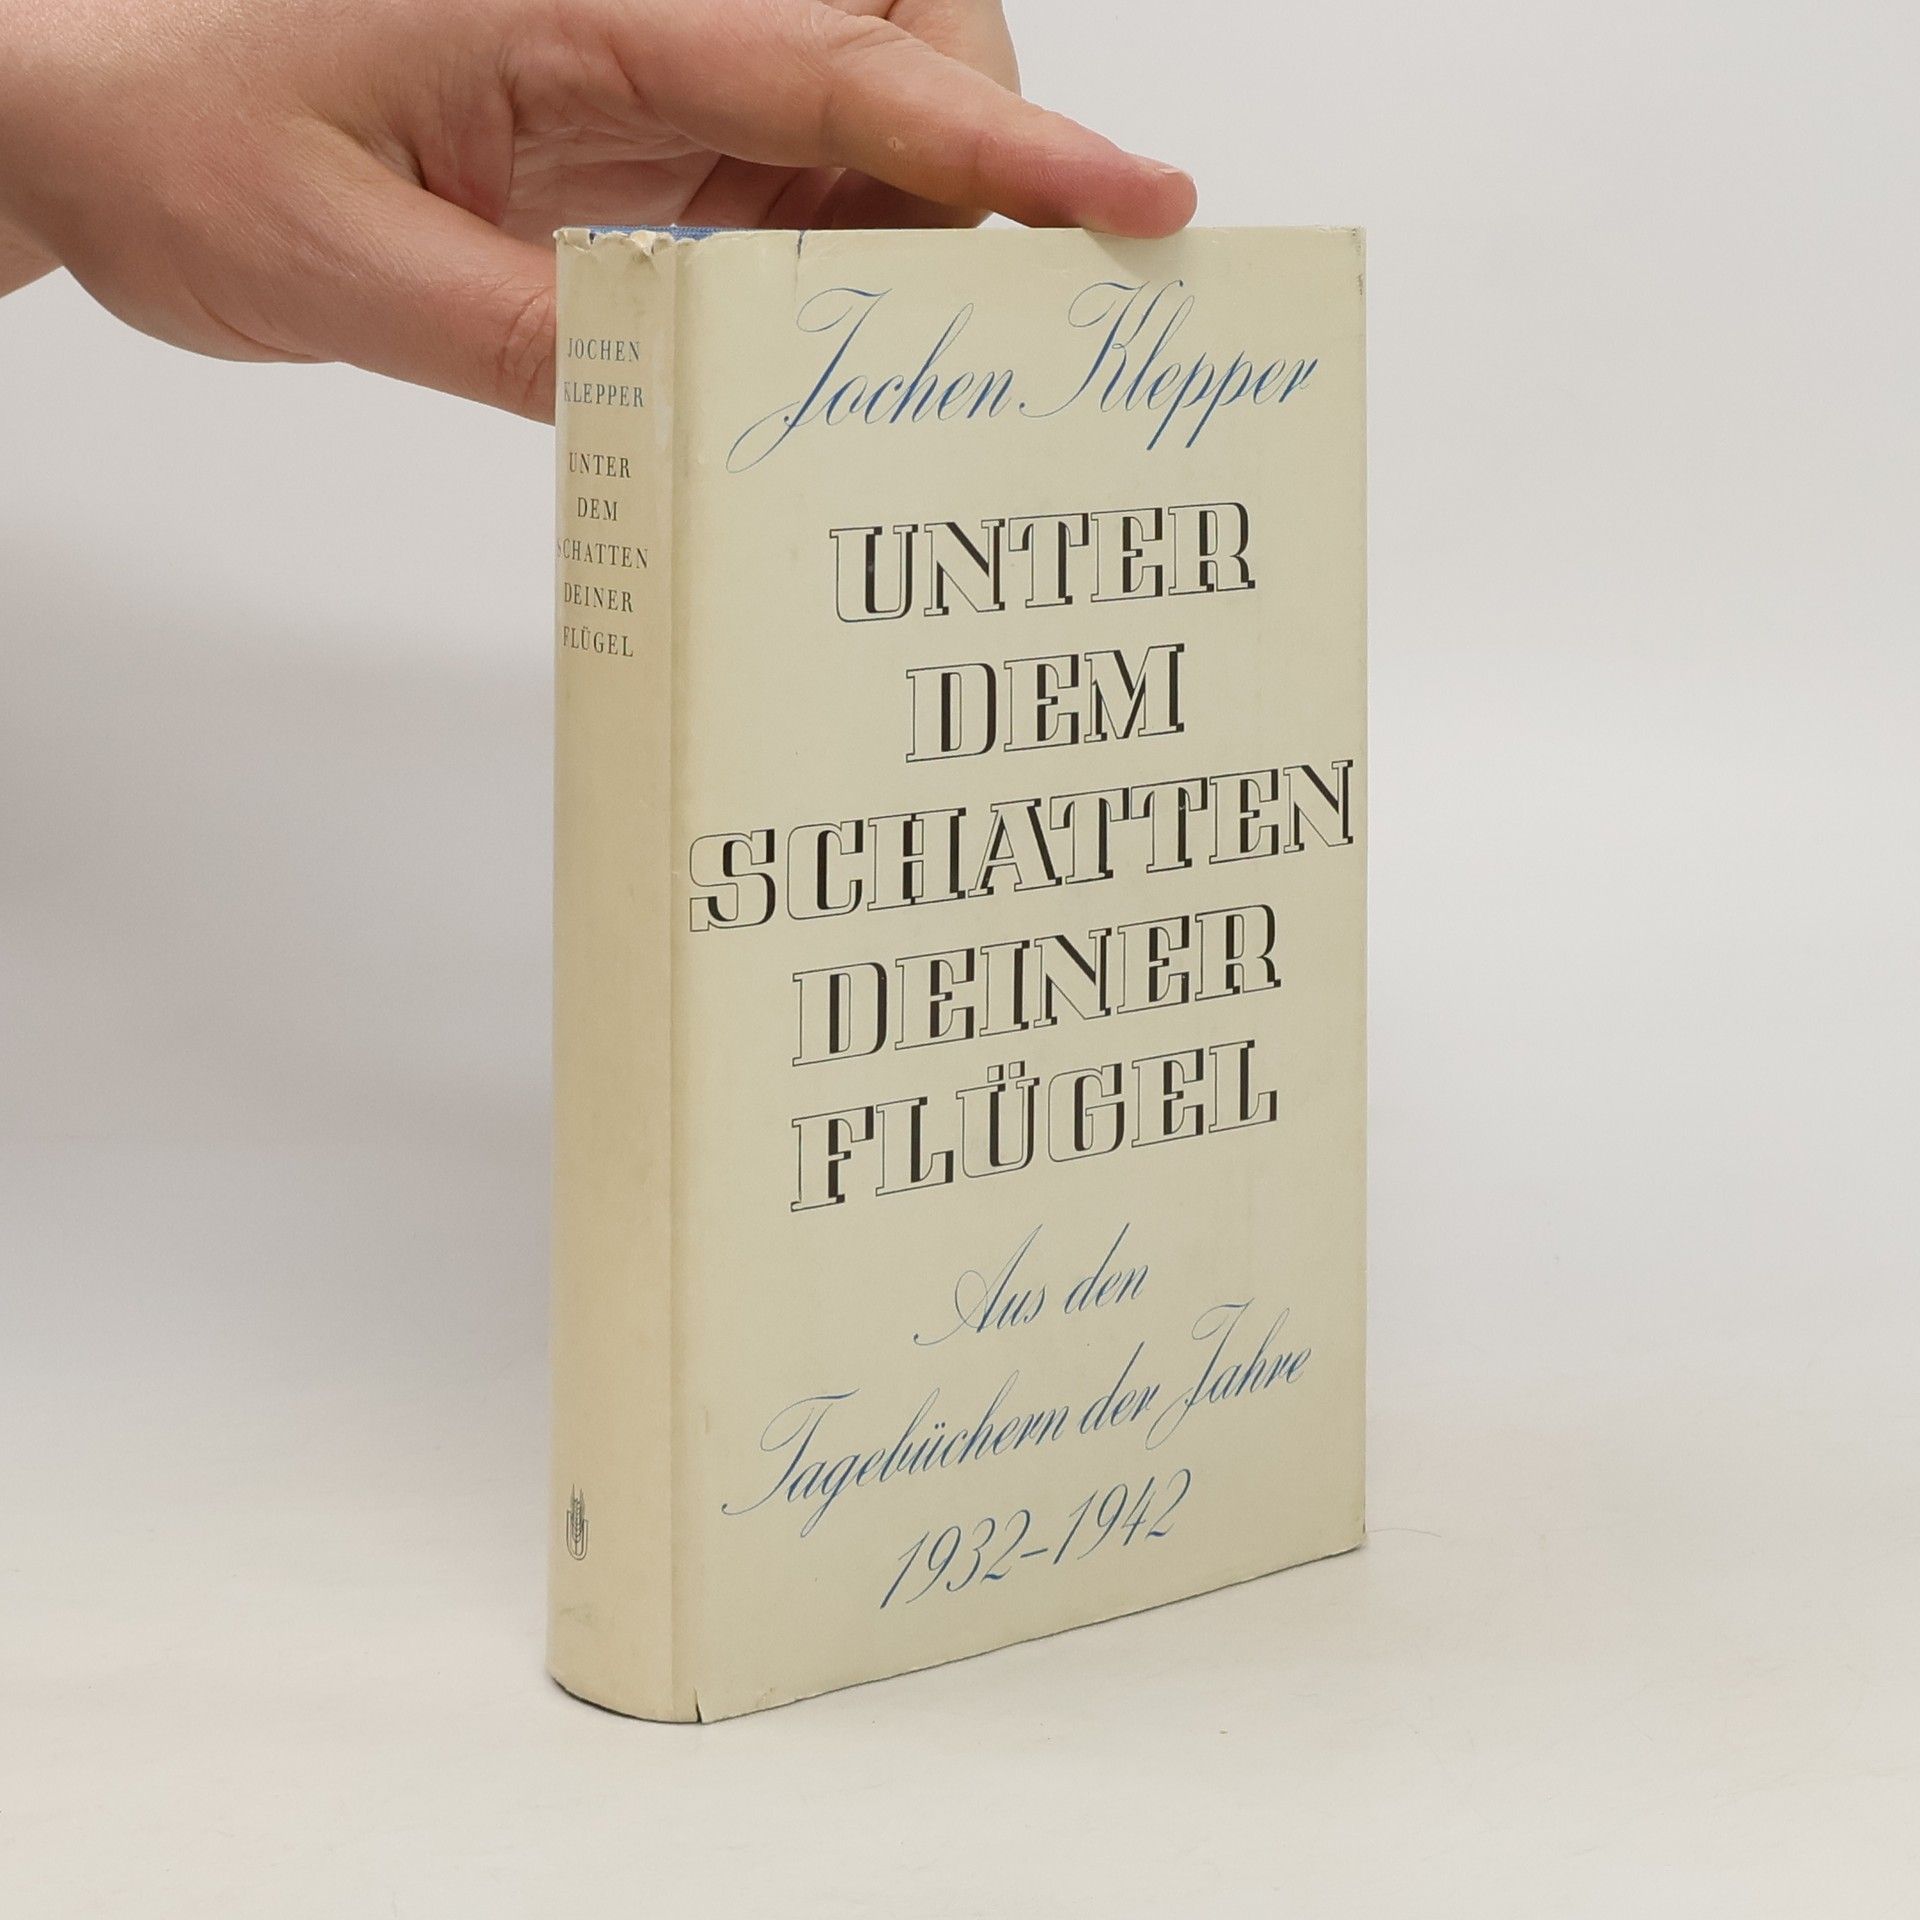 JOCHEN
KLEPPER
UNTER
DEM
SCHATTEN
DEINER
FLÜGEL
Jochen Klepper
UNTER
DEM
SCHATTEN
DEINER
FLÜGEL
Aus den
Tagebüchern der Jahre
1932-1942